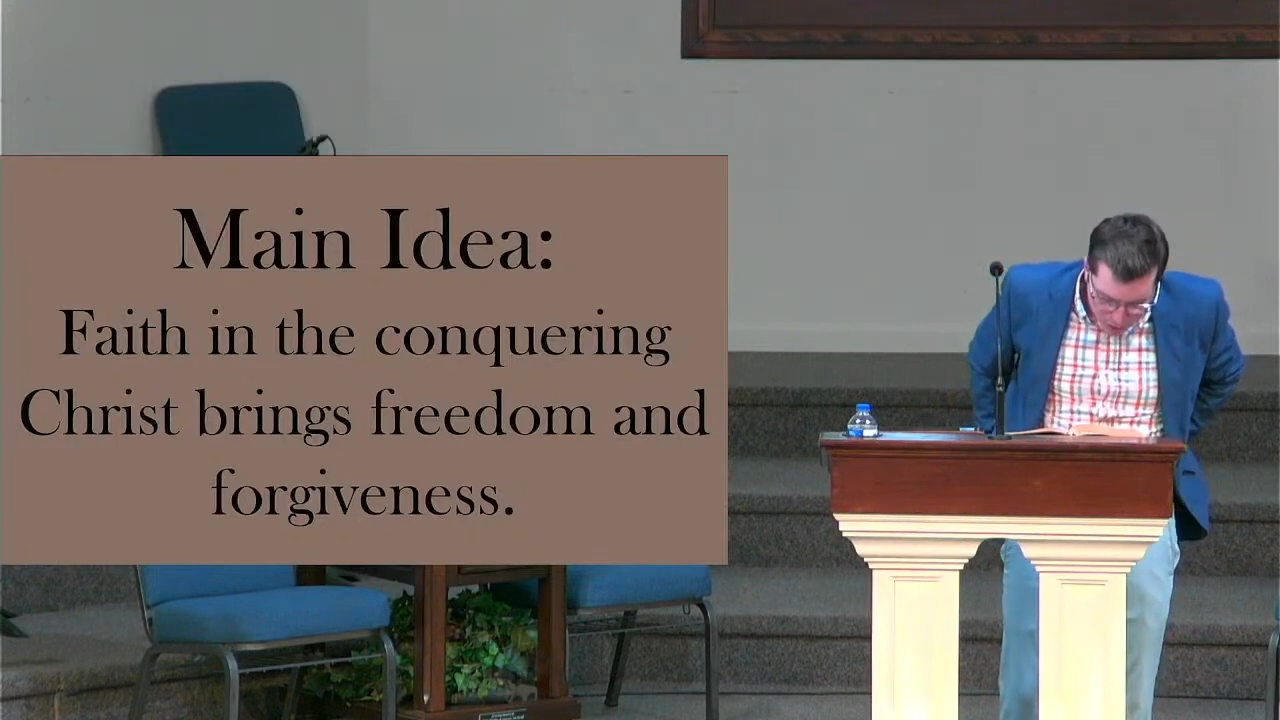 Main Idea:
Faith in the conquering
Christ brings freedom and
forgiveness.